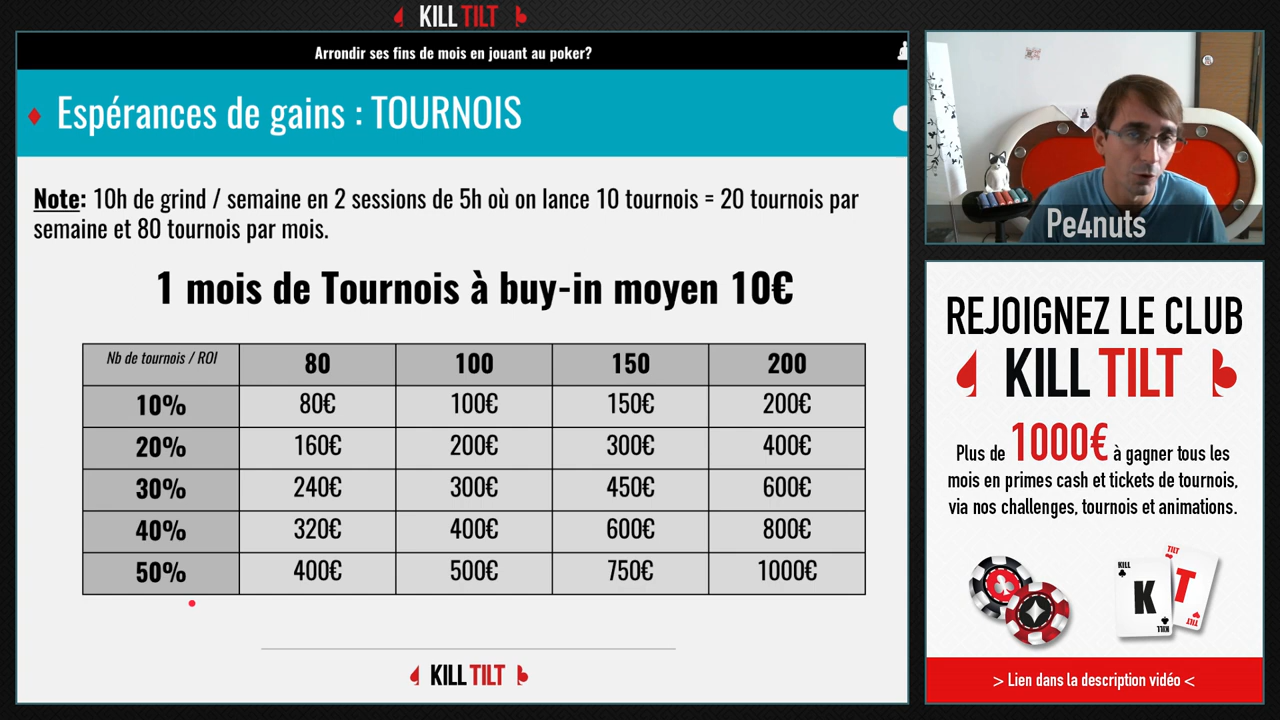 KILL TILT
Arrondir ses fins de mois en jouant au poker?
Espérances de gains : TOURNOIS
Note: 10h de grind / semaine en 2 sessions de 5h où on lance 10 tournois = 20 tournois par
semaine et 80 tournois par mois.
1 mois de Tournois à buy-in moyen 10€
Nb de tournois / ROI 80 100 150 200
10% 80€ 100€ 150€ 200€
20% 160€ 200€ 300€ 400€
30% 240€ 300€ 450€ 600€
40% 320€ 400€ 600€ 800€
50% 400€ 500€ 750€ 1000€
KILL TILT
Pe4nuts
REJOIGNEZ LE CLUB
KILL TILT
Plus de 1000€ à gagner tous les
mois en primes cash et tickets de tournois,
via nos challenges, tournois et animations.
KILL
K
KILL
TILT
T
TILT
> Lien dans la description vidéo <